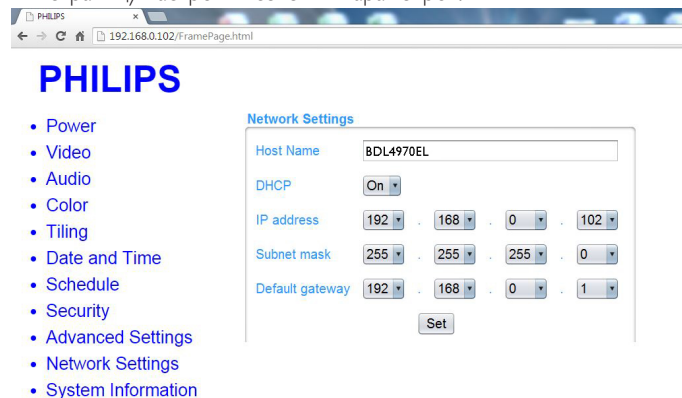 PHILIPS
192.168.0.102/FramePage.html
PHILIPS
• Power
• Video
• Audio
• Color
• Tiling
• Date and Time
• Schedule
• Security
• Advanced Settings
• Network Settings
• System Information
Network Settings
Host Name BDL4970EL
DHCP On
IP address 192 . 168 . 0 . 102
Subnet mask 255 . 255 . 255 . 0
Default gateway 192 . 168 . 0 . 1
Set